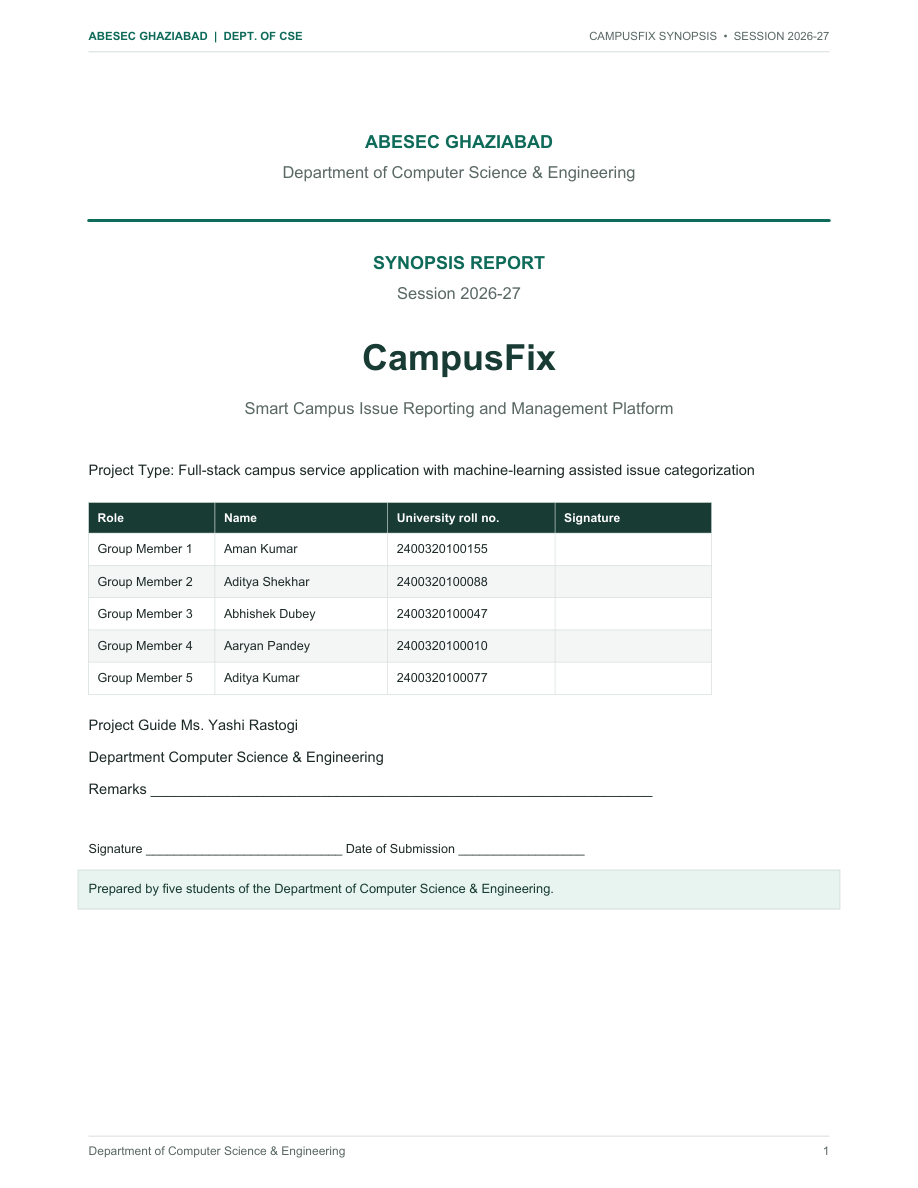 ABESEC GHAZIABAD | DEPT. OF CSE CAMPUSFIX SYNOPSIS • SESSION 2026-27
ABESEC GHAZIABAD
Department of Computer Science & Engineering
SYNOPSIS REPORT
Session 2026-27
CampusFix
Smart Campus Issue Reporting and Management Platform
Project Type: Full-stack campus service application with machine-learning assisted issue categorization
Role Name University roll no. Signature
Group Member 1 Aman Kumar 2400320100155
Group Member 2 Aditya Shekhar 2400320100088
Group Member 3 Abhishek Dubey 2400320100047
Group Member 4 Aaryan Pandey 2400320100010
Group Member 5 Aditya Kumar 2400320100077
Project Guide Ms. Yashi Rastogi
Department Computer Science & Engineering
Remarks ____________________________________________________________
Signature ____________________________ Date of Submission __________________
Prepared by five students of the Department of Computer Science & Engineering.
Department of Computer Science & Engineering 1